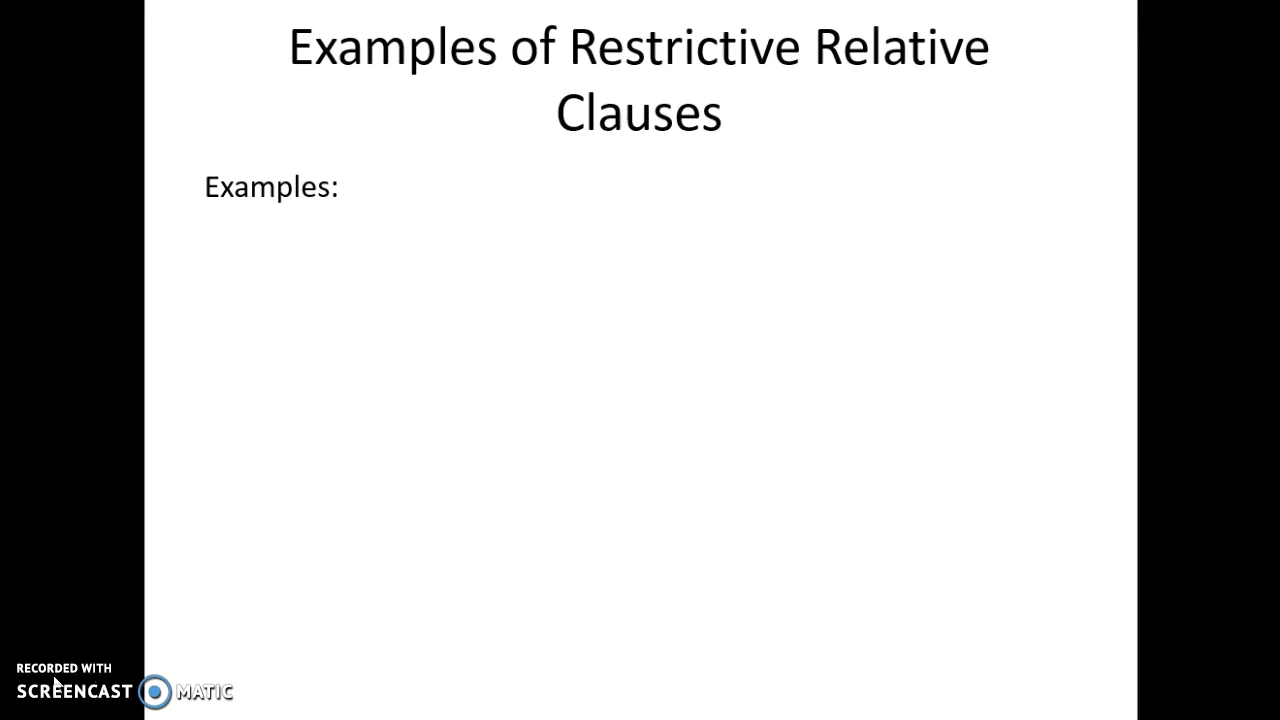 Examples of Restrictive Relative
Clauses
Examples:
RECORDED WITH
SCREENCAST MATIC